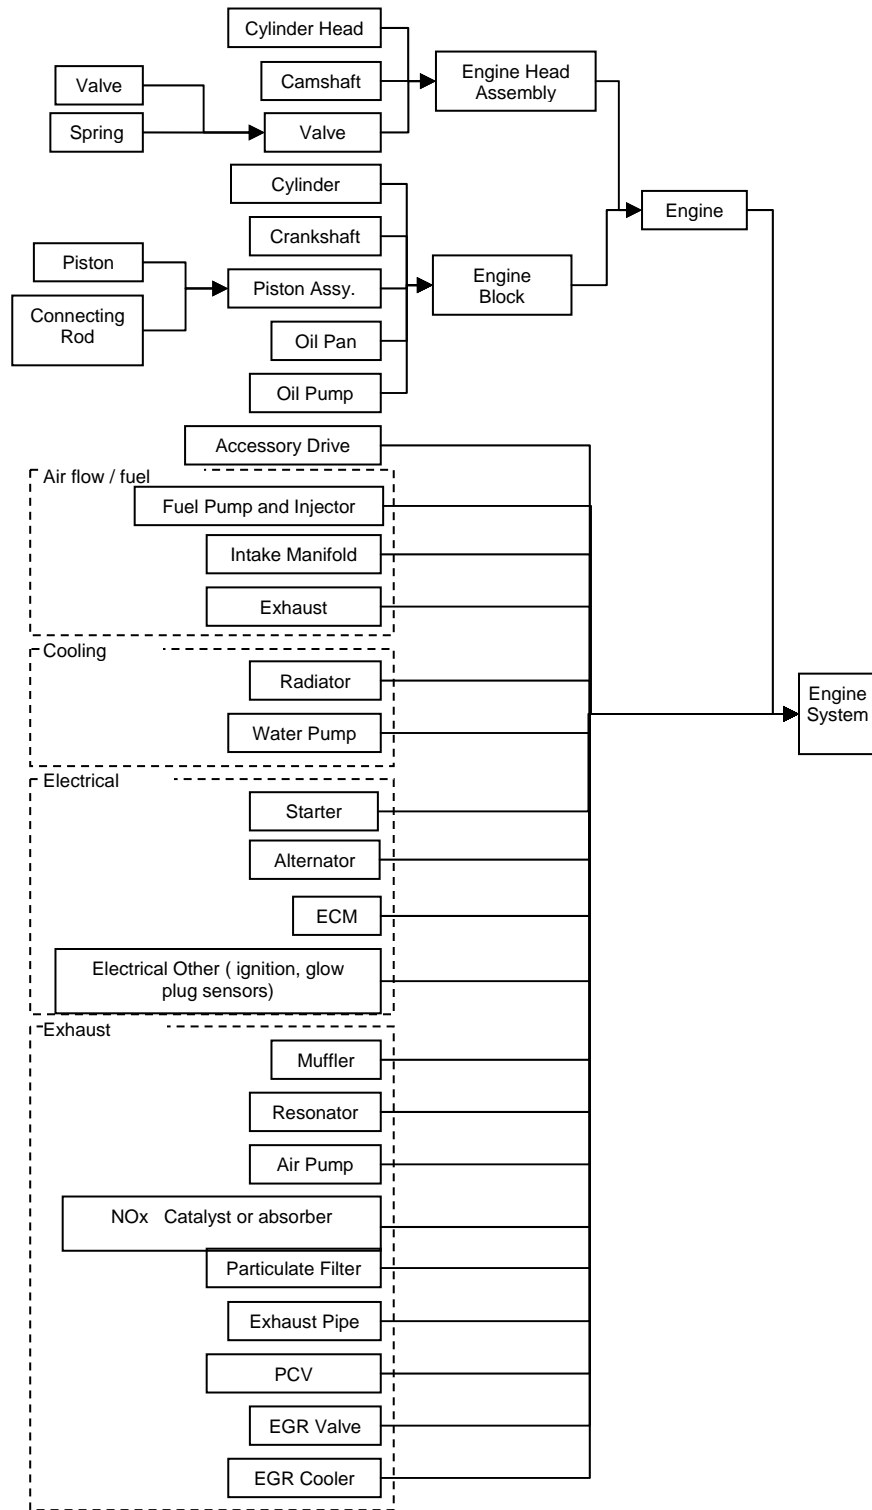 Cylinder Head
Camshaft
Engine Head
Assembly
Valve
Spring
Valve
Cylinder
Crankshaft
Engine
Piston
Piston Assy.
Engine
Block
Connecting
Rod
Oil Pan
Oil Pump
Accessory Drive
Air flow / fuel
Fuel Pump and Injector
Intake Manifold
Exhaust
Cooling
Radiator
Water Pump
Engine
System
Electrical
Starter
Alternator
ECM
Electrical Other ( ignition, glow
plug sensors)
Exhaust
Muffler
Resonator
Air Pump
NOx Catalyst or absorber
Particulate Filter
Exhaust Pipe
PCV
EGR Valve
EGR Cooler